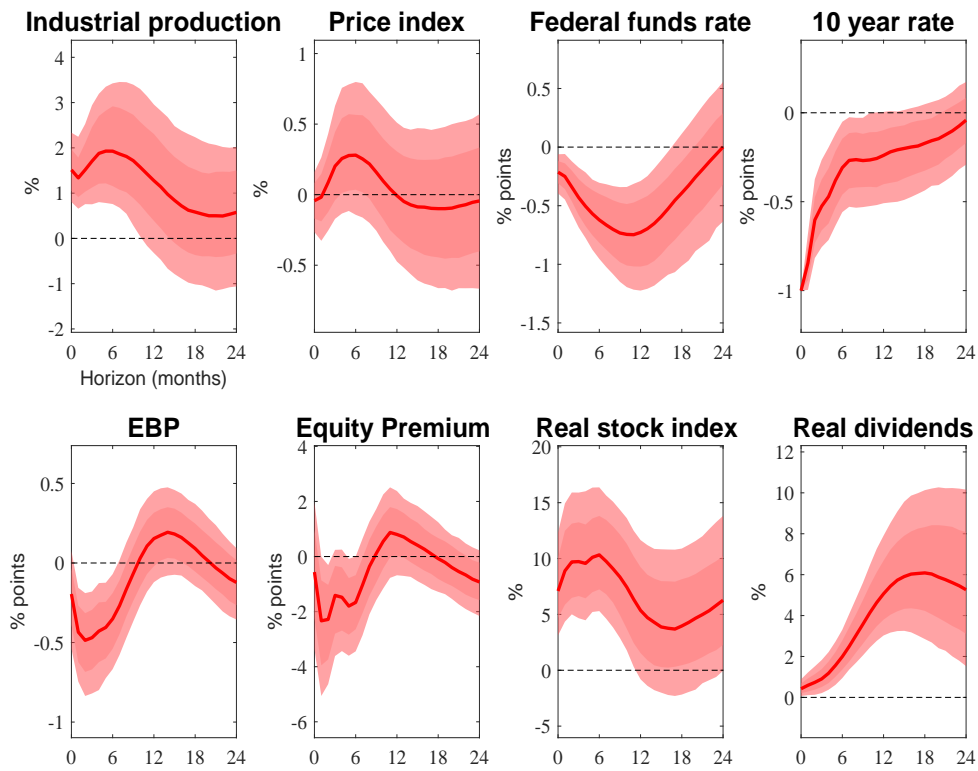 Industrial production
Price index
Federal funds rate
10 year rate
4
3
2
1
0
-1
-2
%
0 6 12 18 24
Horizon (months)
1
0.5
0
-0.5
%
0 6 12 18 24
0.5
0
-0.5
-1
-1.5
% points
0 6 12 18 24
0
-0.5
-1
% points
0 6 12 18 24
EBP
Equity Premium
Real stock index
Real dividends
0.5
0
-0.5
-1
% points
0 6 12 18 24
4
2
0
-2
-4
-6
% points
0 6 12 18 24
20
15
10
5
0
-5
%
0 6 12 18 24
12
10
8
6
4
2
0
%
0 6 12 18 24